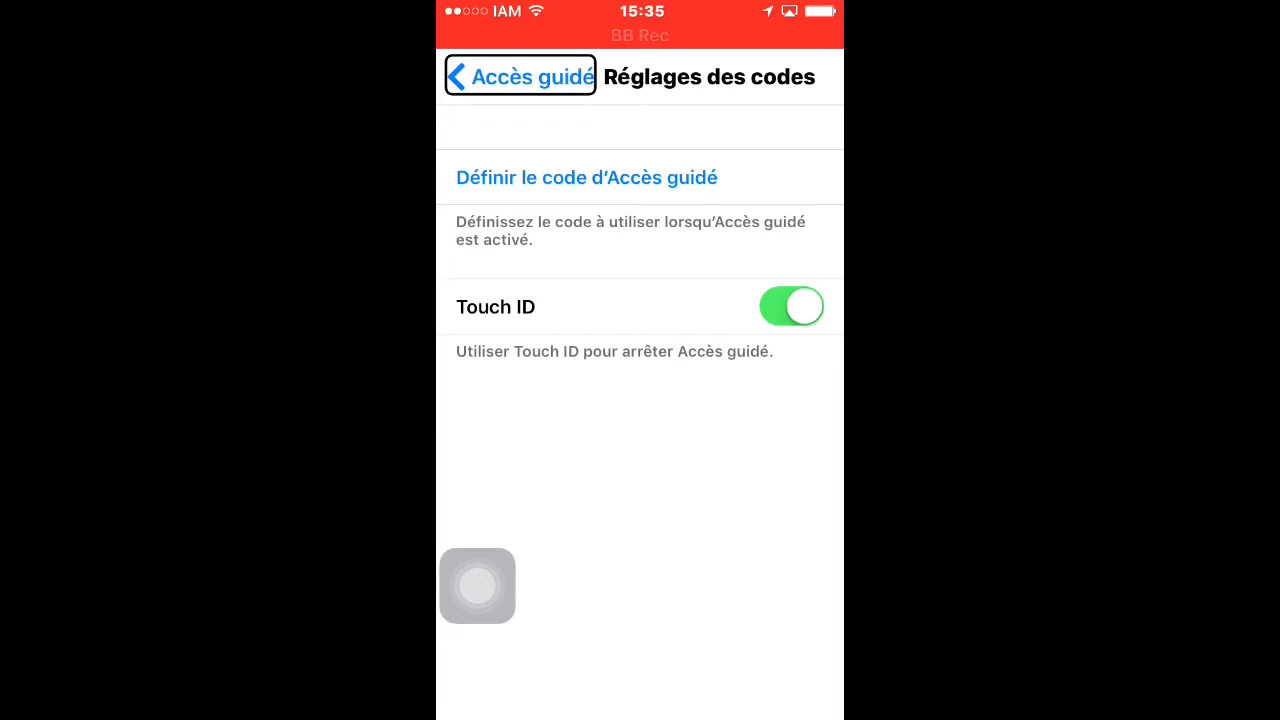 IAM 15:35
BB Rec
Accès guidé Réglages des codes
Définir le code d’Accès guidé
Définissez le code à utiliser lorsqu’Accès guidé
est activé.
Touch ID
Utiliser Touch ID pour arrêter Accès guidé.